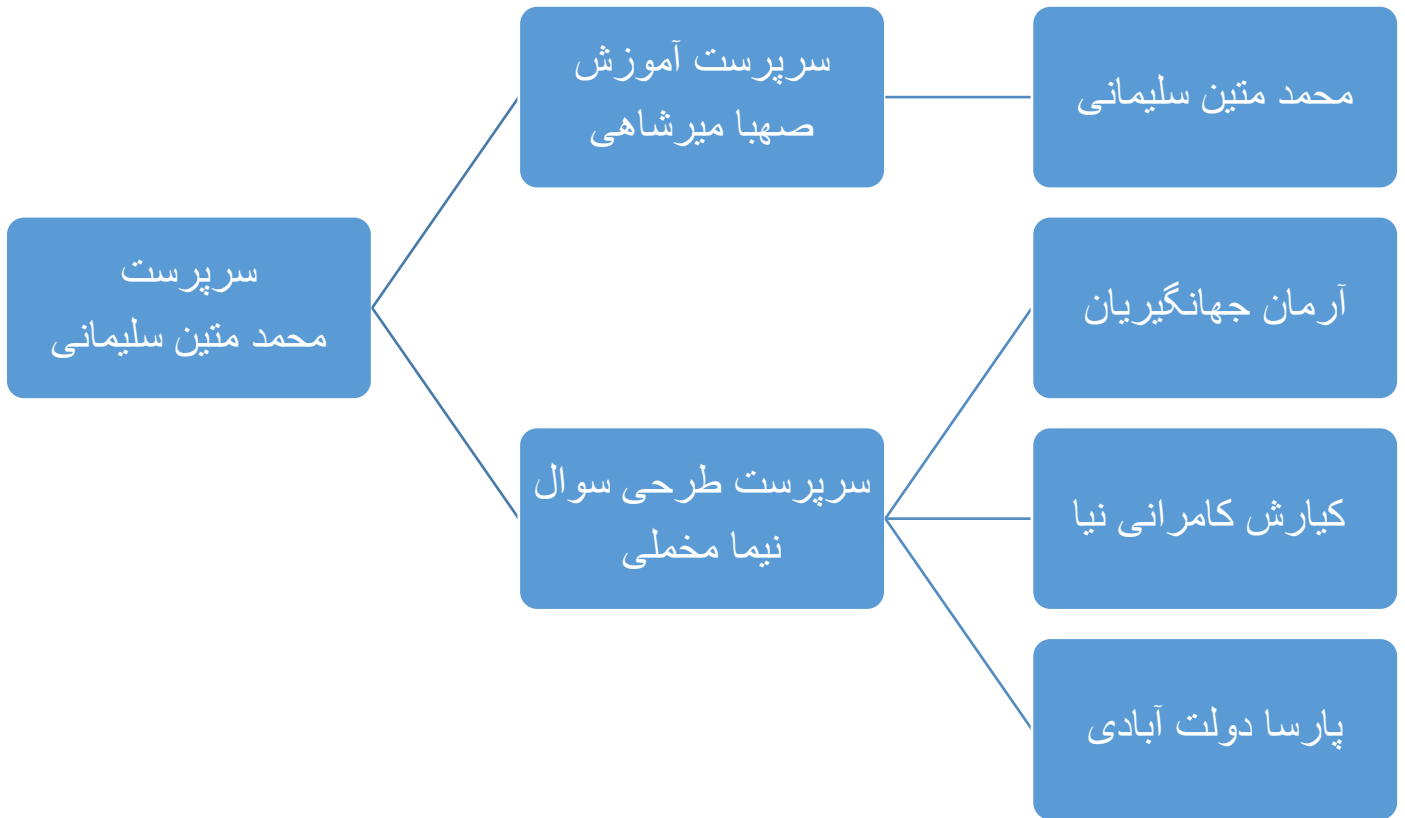 سرپرست آموزش
صهبا میرشاهی
محمد متین سلیمانی
سرپرست
محمد متین سلیمانی
آرمان جهانگیریان
سرپرست طرحی سوال
نیما مخملی
کیارش کامرانی نیا
پارسا دولت آبادی